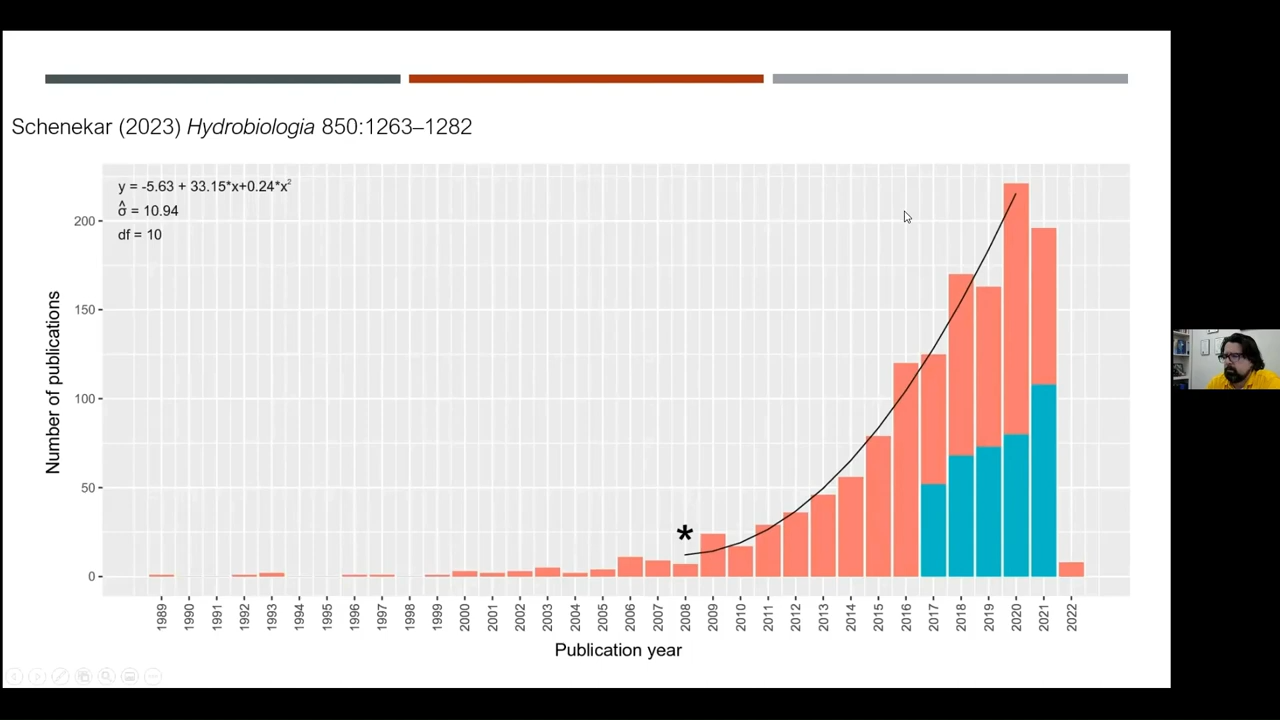 Schenekar (2023) Hydrobiologia 850:1263–1282
y = -5.63 + 33.15*x+0.24*x²
σ̂ = 10.94
df = 10
Number of publications
200
150
100
50
0
*
1989 1990 1991 1992 1993 1994 1995 1996 1997 1998 1999 2000 2001 2002 2003 2004 2005 2006 2007 2008 2009 2010 2011 2012 2013 2014 2015 2016 2017 2018 2019 2020 2021 2022
Publication year